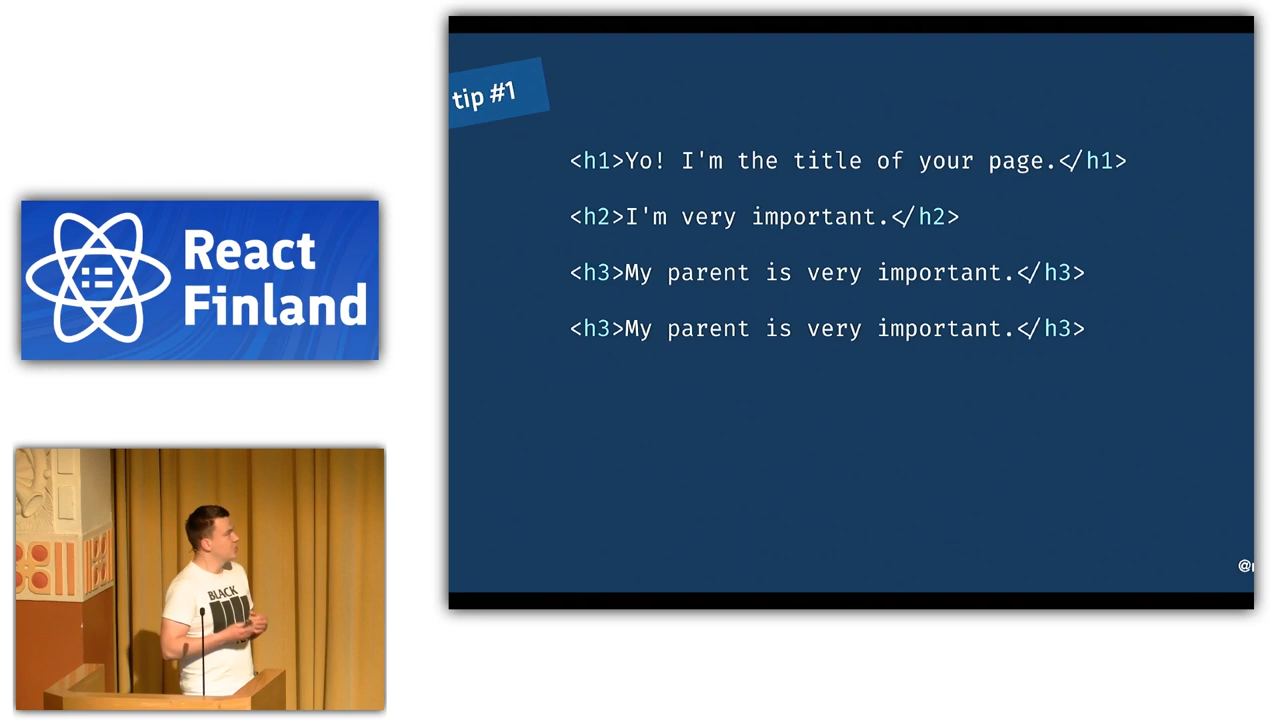 tip #1
<h1>Yo! I'm the title of your page.</h1>
<h2>I'm very important.</h2>
<h3>My parent is very important.</h3>
<h3>My parent is very important.</h3>
React
Finland
BLACK